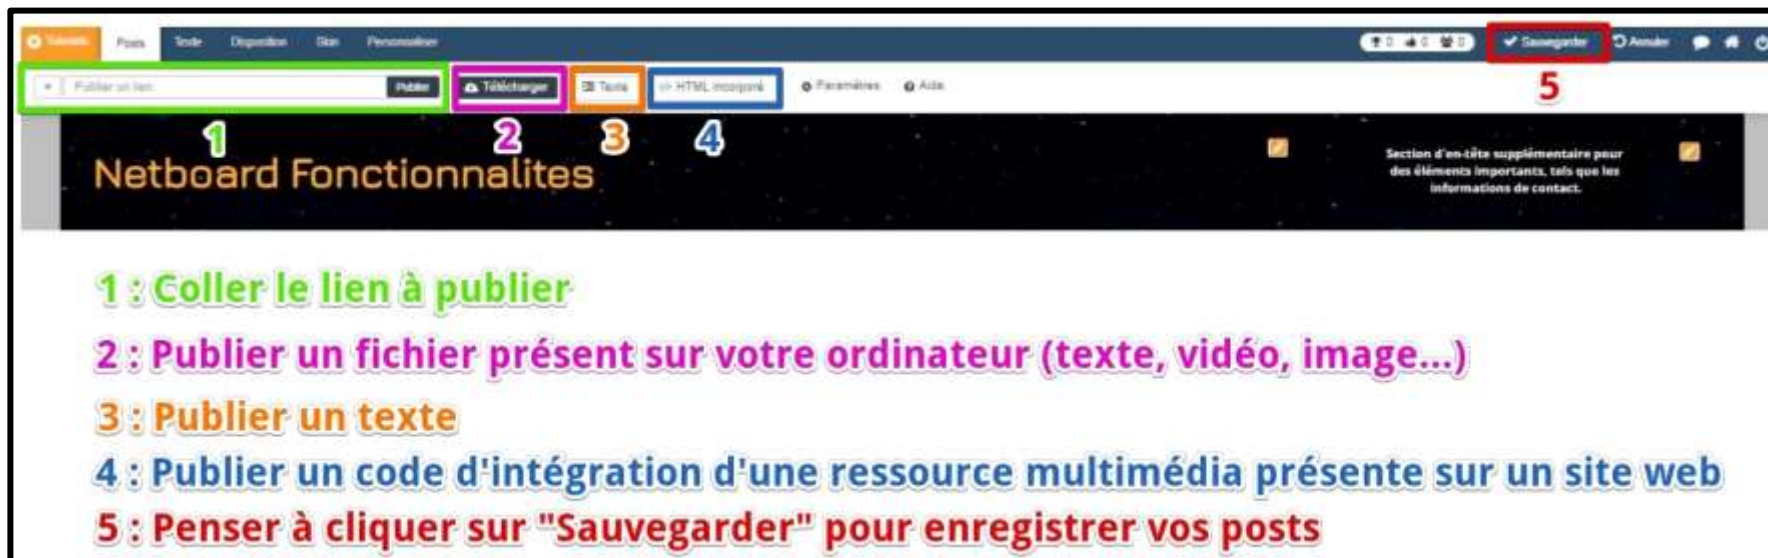 Tutoriels Posts Texte Disposition Skin Personnaliser 0 0 0 Sauvegarder Annuler
Publier un lien Publier Télécharger Texte HTML incorporé Paramètres Aide
5
1 2 3 4
Netboard Fonctionnalites
Section d'en-tête supplémentaire pour
des éléments importants, tels que les
informations de contact.
1 : Coller le lien à publier
2 : Publier un fichier présent sur votre ordinateur (texte, vidéo, image...)
3 : Publier un texte
4 : Publier un code d'intégration d'une ressource multimédia présente sur un site web
5 : Penser à cliquer sur "Sauvegarder" pour enregistrer vos posts